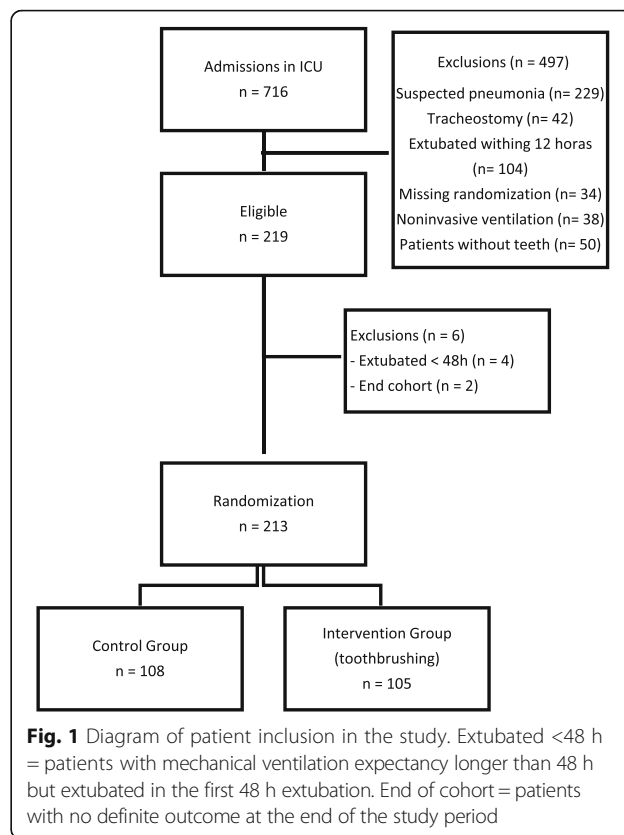 Admissions in ICU
n = 716
Exclusions (n = 497)
Suspected pneumonia (n= 229)
Tracheostomy (n= 42)
Extubated withing 12 horas
(n= 104)
Missing randomization (n= 34)
Noninvasive ventilation (n= 38)
Patients without teeth (n= 50)
Eligible
n = 219
Exclusions (n = 6)
- Extubated < 48h (n = 4)
- End cohort (n = 2)
Randomization
n = 213
Control Group
n = 108
Intervention Group
(toothbrushing)
n = 105
Fig. 1 Diagram of patient inclusion in the study. Extubated <48 h
= patients with mechanical ventilation expectancy longer than 48 h
but extubated in the first 48 h extubation. End of cohort = patients
with no definite outcome at the end of the study period